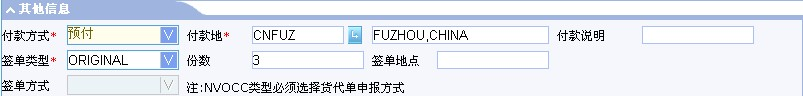 其他信息
付款方式* 预付 付款地* CNFUZ FUZHOU,CHINA 付款说明
签单类型* ORIGINAL 份数 3 签单地点
签单方式 注:NVOCC类型必须选择货代单申报方式